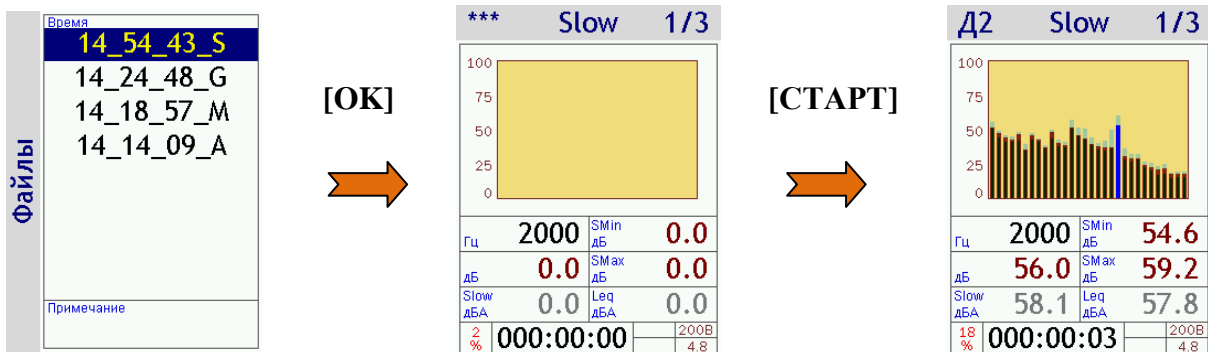 Файлы
Время
14_54_43_S
14_24_48_G
14_18_57_M
14_14_09_A
Примечание
[OK]
*** Slow 1/3
100
75
50
25
0
Гц 2000 SMin дБ 0.0
дБ 0.0 SMax дБ 0.0
Slow дБА 0.0 Leq дБА 0.0
2 % 000:00:00 200В 4.8
[СТАРТ]
Д2 Slow 1/3
100
75
50
25
0
Гц 2000 SMin дБ 54.6
дБ 56.0 SMax дБ 59.2
Slow дБА 58.1 Leq дБА 57.8
18 % 000:00:03 200В 4.8